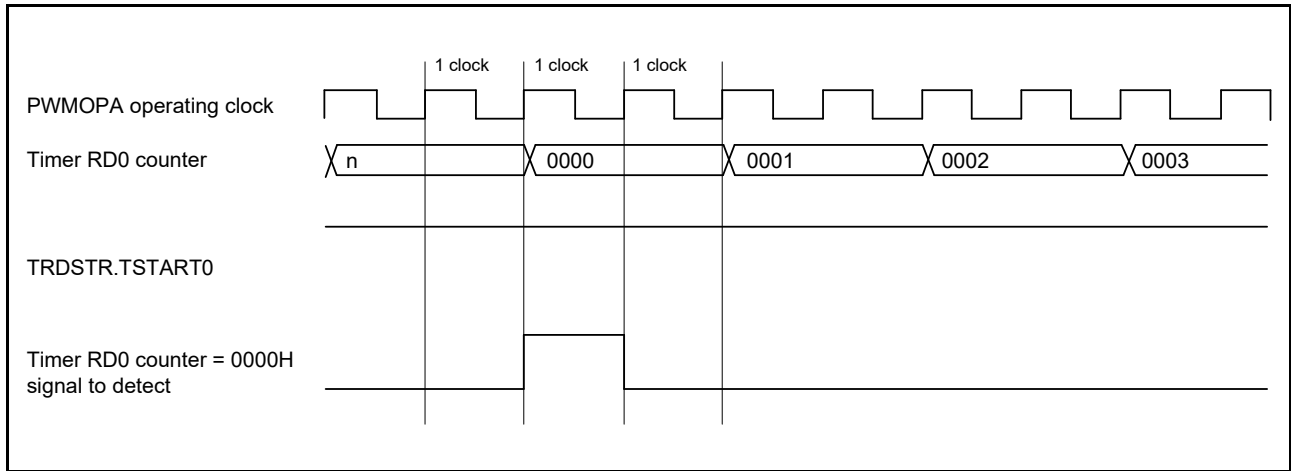 1 clock 1 clock 1 clock
PWMOPA operating clock
Timer RD0 counter n 0000 0001 0002 0003
TRDSTR.TSTART0
Timer RD0 counter = 0000H
signal to detect